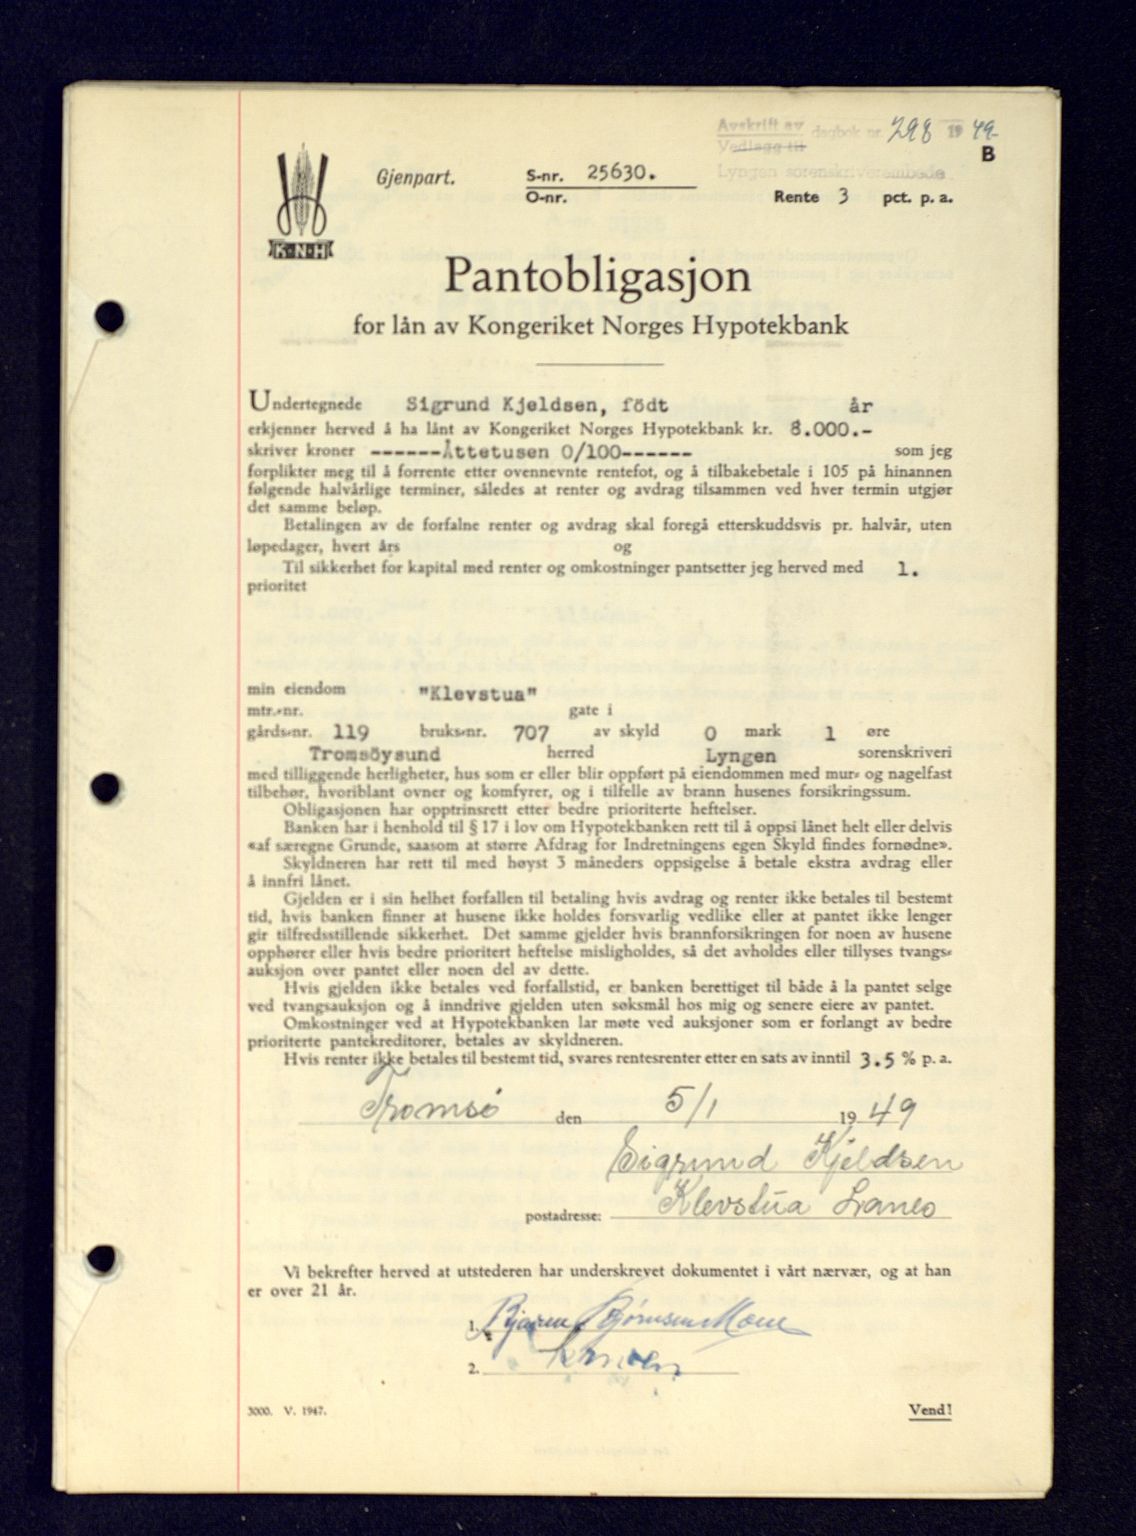 Avskrift av dagbok nr. 298 1949
Vedlagg til
B
Lyngen sorenskriverembede.
Gjenpart.
S-nr. 25630.
O-nr.
Rente 3 pct. p. a.
K·N·H
Pantobligasjon
for lån av Kongeriket Norges Hypotekbank
Undertegnede Sigrund Kjeldsen, födt år
erkjenner herved å ha lånt av Kongeriket Norges Hypotekbank kr. 8.000.-
skriver kroner ------Åttetusen 0/100------ som jeg
forplikter meg til å forrente etter ovennevnte rentefot, og å tilbakebetale i 105 på hinannen
følgende halvårlige terminer, således at renter og avdrag tilsammen ved hver termin utgjør
det samme beløp.
Betalingen av de forfalne renter og avdrag skal foregå etterskuddsvis pr. halvår, uten
løpedager, hvert års og
Til sikkerhet for kapital med renter og omkostninger pantsetter jeg herved med 1.
prioritet
min eiendom "Klevstua"
mtr.-nr. gate i
gårds-nr. 119 bruks-nr. 707 av skyld 0 mark 1 øre
Tromsöysund herred Lyngen sorenskriveri
med tilliggende herligheter, hus som er eller blir oppført på eiendommen med mur- og nagelfast
tilbehør, hvoriblant ovner og komfyrer, og i tilfelle av brann husenes forsikringssum.
Obligasjonen har opptrinsrett etter bedre prioriterte heftelser.
Banken har i henhold til § 17 i lov om Hypotekbanken rett til å oppsi lånet helt eller delvis
«af særegne Grunde, saasom at større Afdrag for Indretningens egen Skyld findes fornødne».
Skyldneren har rett til med høyst 3 måneders oppsigelse å betale ekstra avdrag eller
å innfri lånet.
Gjelden er i sin helhet forfallen til betaling hvis avdrag og renter ikke betales til bestemt
tid, hvis banken finner at husene ikke holdes forsvarlig vedlike eller at pantet ikke lenger
gir tilfredsstillende sikkerhet. Det samme gjelder hvis brannforsikringen for noen av husene
opphører eller hvis bedre prioritert heftelse misligholdes, så det avholdes eller tillyses tvangs-
auksjon over pantet eller noen del av dette.
Hvis gjelden ikke betales ved forfallstid, er banken berettiget til både å la pantet selge
ved tvangsauksjon og å inndrive gjelden uten søksmål hos mig og senere eiere av pantet.
Omkostninger ved at Hypotekbanken lar møte ved auksjoner som er forlangt av bedre
prioriterte pantekreditorer, betales av skyldneren.
Hvis renter ikke betales til bestemt tid, svares rentesrenter etter en sats av inntil 3.5 % p. a.
Tromsø den 5/1 1949
Sigrund Kjeldsen
postadresse: Klevstua
Vi bekrefter herved at utstederen har underskrevet dokumentet i vårt nærvær, og at han
er over 21 år.
1. Bjarne
2.
3000. V. 1947.
Vend!